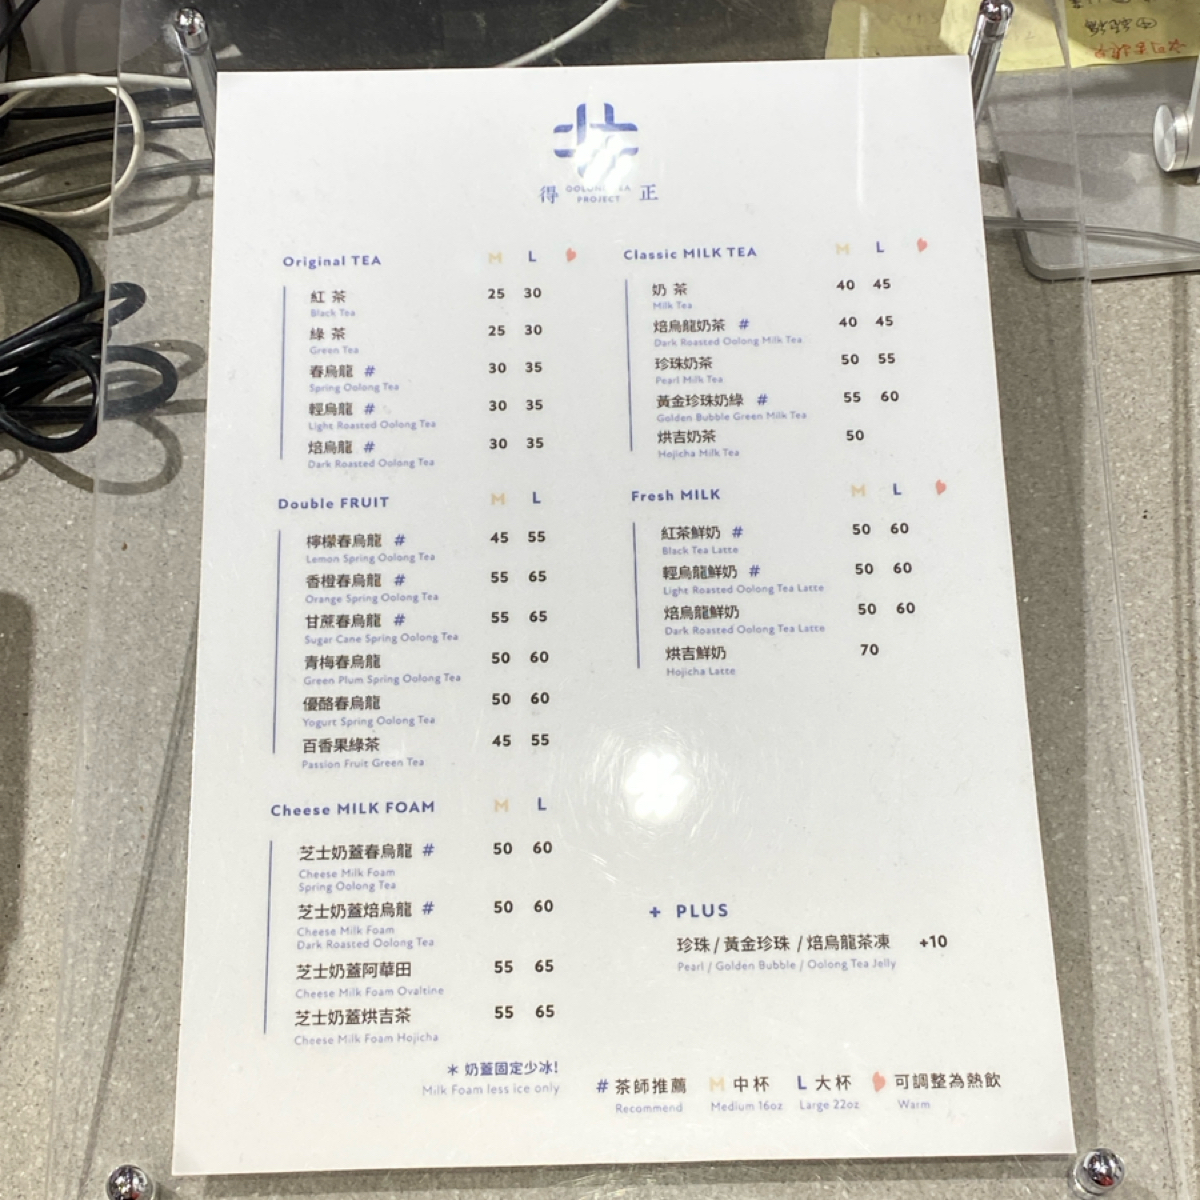 得 正
PROJECT
Original TEA M L
紅茶 25 30
Black Tea
綠茶 25 30
Green Tea
春烏龍 # 30 35
Spring Oolong Tea
輕烏龍 # 30 35
Light Roasted Oolong Tea
焙烏龍 # 30 35
Dark Roasted Oolong Tea
Double FRUIT M L
檸檬春烏龍 # 45 55
Lemon Spring Oolong Tea
香橙春烏龍 # 55 65
Orange Spring Oolong Tea
甘蔗春烏龍 # 55 65
Sugar Cane Spring Oolong Tea
青梅春烏龍 50 60
Green Plum Spring Oolong Tea
優酪春烏龍 50 60
Yogurt Spring Oolong Tea
百香果綠茶 45 55
Passion Fruit Green Tea
Cheese MILK FOAM M L
芝士奶蓋春烏龍 # 50 60
Cheese Milk Foam
Spring Oolong Tea
芝士奶蓋焙烏龍 # 50 60
Cheese Milk Foam
Dark Roasted Oolong Tea
芝士奶蓋阿華田 55 65
Cheese Milk Foam Ovaltine
芝士奶蓋烘吉茶 55 65
Cheese Milk Foam Hojicha
＊奶蓋固定少冰!
Milk Foam less ice only
Classic MILK TEA M L
奶茶 40 45
Milk Tea
焙烏龍奶茶 # 40 45
Dark Roasted Oolong Milk Tea
珍珠奶茶 50 55
Pearl Milk Tea
黃金珍珠奶綠 # 55 60
Golden Bubble Green Milk Tea
烘吉奶茶 50
Hojicha Milk Tea
Fresh MILK M L
紅茶鮮奶 # 50 60
Black Tea Latte
輕烏龍鮮奶 # 50 60
Light Roasted Oolong Tea Latte
焙烏龍鮮奶 50 60
Dark Roasted Oolong Tea Latte
烘吉鮮奶 70
Hojicha Latte
+ PLUS
珍珠 / 黃金珍珠 / 焙烏龍茶凍 +10
Pearl / Golden Bubble / Oolong Tea Jelly
# 茶師推薦 M 中杯 L 大杯 可調整為熱飲
Recommend Medium 16oz Large 22oz Warm